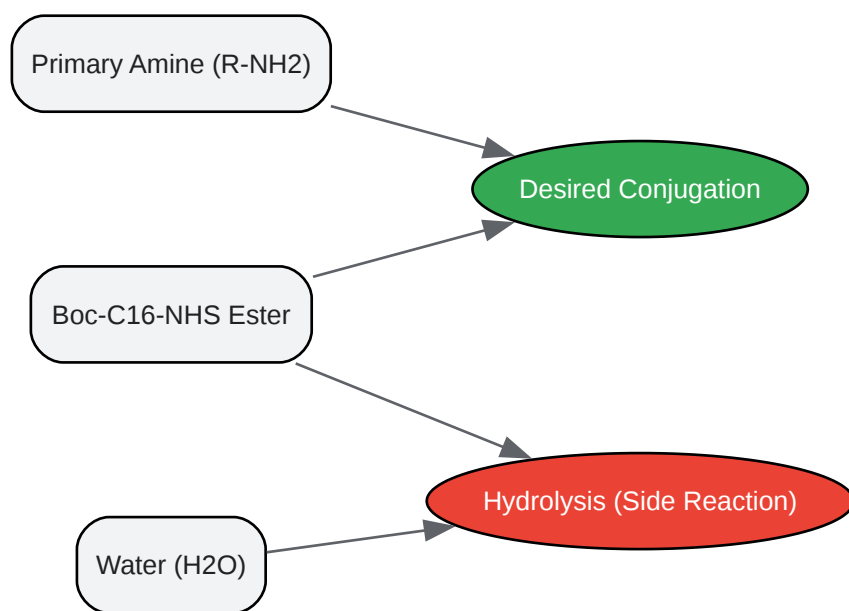 Primary Amine (R-NH2)
Desired Conjugation
Boc-C16-NHS Ester
Hydrolysis (Side Reaction)
Water (H2O)